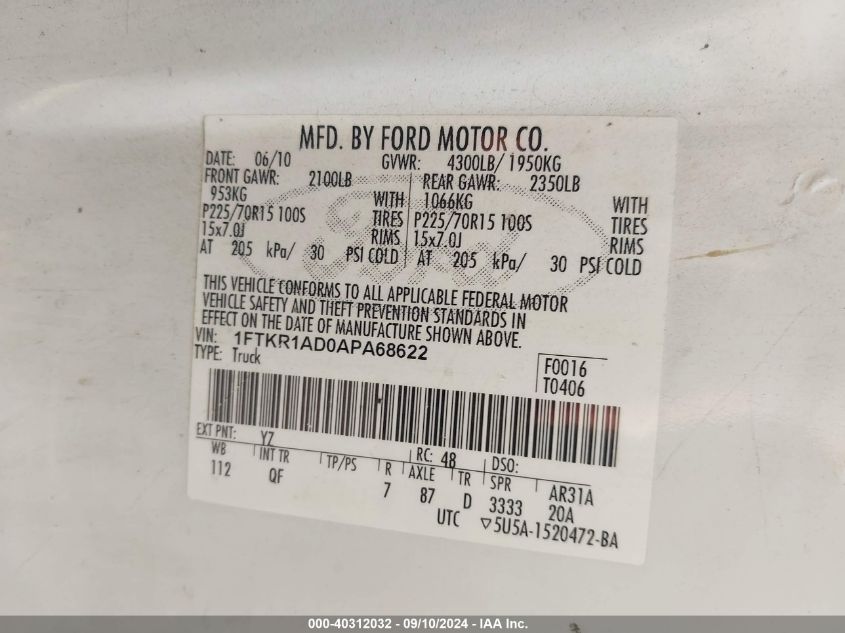 MFD. BY FORD MOTOR CO.
DATE: 06/10 GVWR: 4300LB/ 1950KG
FRONT GAWR: 2100LB REAR GAWR: 2350LB
953KG WITH 1066KG WITH
P225/70R15 100S TIRES P225/70R15 100S TIRES
15x7.0J RIMS 15x7.0J RIMS
AT 205 kPa/ 30 PSI COLD AT 205 kPa/ 30 PSI COLD
THIS VEHICLE CONFORMS TO ALL APPLICABLE FEDERAL MOTOR
VEHICLE SAFETY AND THEFT PREVENTION STANDARDS IN
EFFECT ON THE DATE OF MANUFACTURE SHOWN ABOVE.
VIN: 1FTKR1AD0APA68622
TYPE: Truck
F0016
T0406
EXT PNT: YZ RC: 48 DSO:
WB INT TR TP/PS R AXLE TR SPR AR31A
112 QF 7 87 D 3333 20A
UTC ▽5U5A-1520472-BA
000-40312032 - 09/10/2024 - IAA Inc.